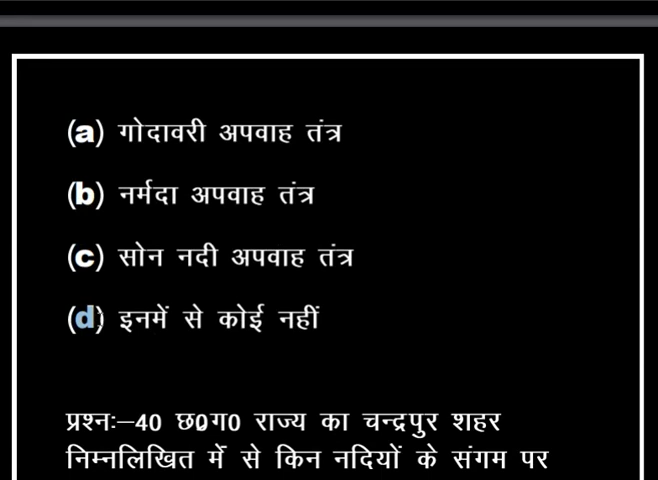 (a) गोदावरी अपवाह तंत्र
(b) नर्मदा अपवाह तंत्र
(c) सोन नदी अपवाह तंत्र
(d) इनमें से कोई नहीं
प्रश्नः–40 छ0ग0 राज्य का चन्द्रपुर शहर
निम्नलिखित में से किन नदियों के संगम पर